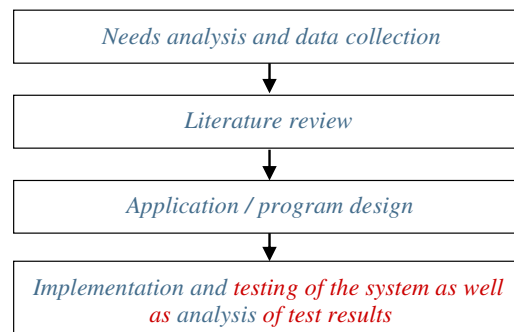 Needs analysis and data collection
Literature review
Application / program design
Implementation and testing of the system as well
as analysis of test results